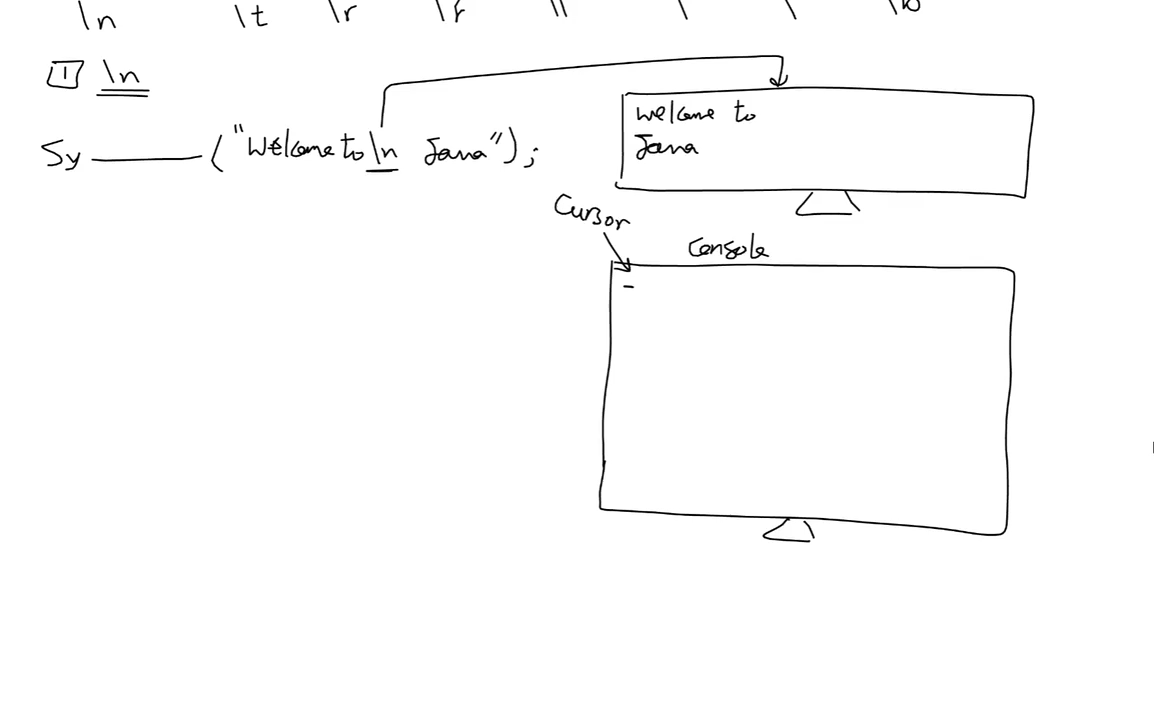 \n \t \r \f \\ \ \ \b
1 \n
Sy ("Welcome to \n Java");
Welcome to
Java
Cursor
Console